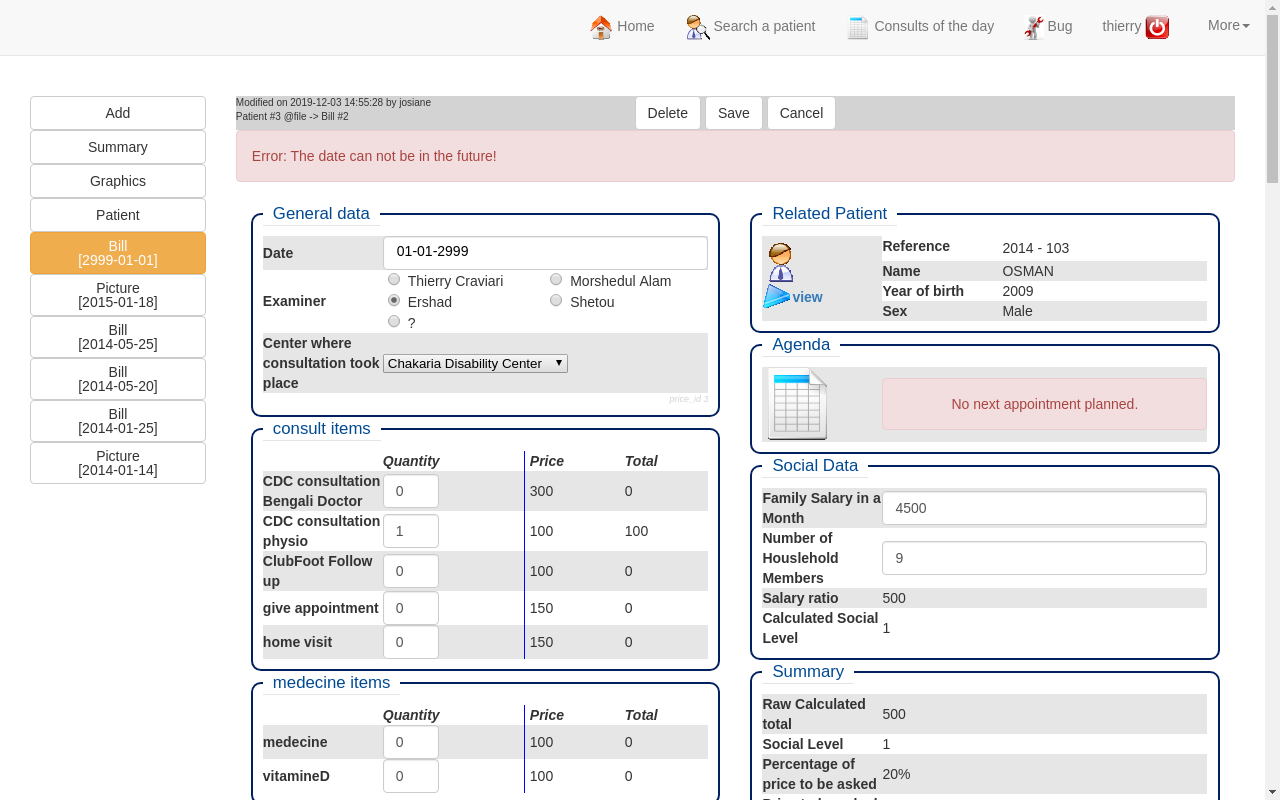 Home
Search a patient
Consults of the day
Bug
thierry
More
Add
Summary
Graphics
Patient
Bill
[2999-01-01]
Picture
[2015-01-18]
Bill
[2014-05-25]
Bill
[2014-05-20]
Bill
[2014-01-25]
Picture
[2014-01-14]
Modified on 2019-12-03 14:55:28 by josiane
Patient #3 @file -> Bill #2
Delete
Save
Cancel
Error: The date can not be in the future!
General data
Date
01-01-2999
Examiner
Thierry Craviari
Morshedul Alam
Ershad
Shetou
?
Center where
consultation took
place
Chakaria Disability Center
price_id 3
consult items
Quantity Price Total
CDC consultation
Bengali Doctor
0 300 0
CDC consultation
physio
1 100 100
ClubFoot Follow
up
0 100 0
give appointment 0 150 0
home visit 0 150 0
medecine items
Quantity Price Total
medecine 0 100 0
vitamineD 0 100 0
Related Patient
view
Reference 2014 - 103
Name OSMAN
Year of birth 2009
Sex Male
Agenda
No next appointment planned.
Social Data
Family Salary in a
Month
4500
Number of
Houslehold
Members
9
Salary ratio 500
Calculated Social
Level
1
Summary
Raw Calculated
total
500
Social Level 1
Percentage of
price to be asked
20%